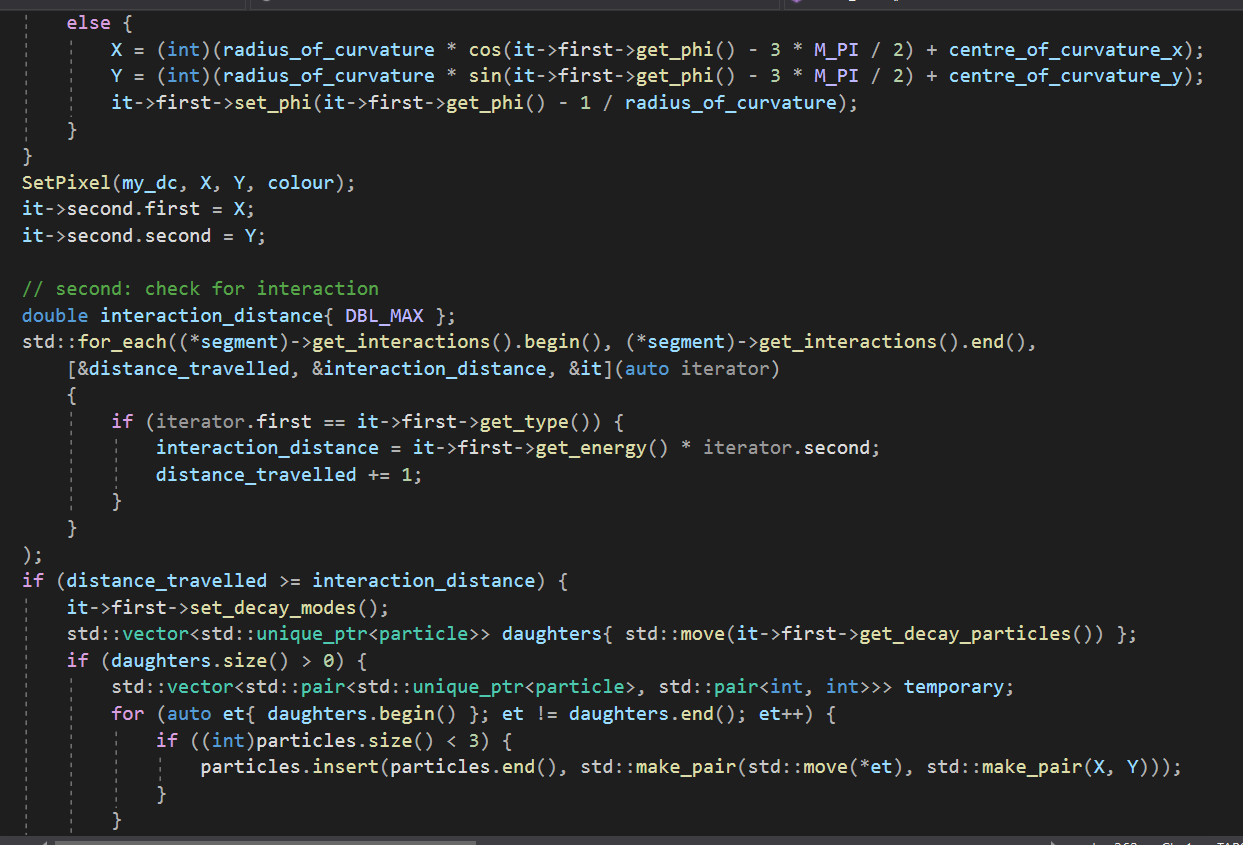 else {
X = (int)(radius_of_curvature * cos(it->first->get_phi() - 3 * M_PI / 2) + centre_of_curvature_x);
Y = (int)(radius_of_curvature * sin(it->first->get_phi() - 3 * M_PI / 2) + centre_of_curvature_y);
it->first->set_phi(it->first->get_phi() - 1 / radius_of_curvature);
}
}
SetPixel(my_dc, X, Y, colour);
it->second.first = X;
it->second.second = Y;
// second: check for interaction
double interaction_distance{ DBL_MAX };
std::for_each((*segment)->get_interactions().begin(), (*segment)->get_interactions().end(),
[&distance_travelled, &interaction_distance, &it](auto iterator)
{
if (iterator.first == it->first->get_type()) {
interaction_distance = it->first->get_energy() * iterator.second;
distance_travelled += 1;
}
}
);
if (distance_travelled >= interaction_distance) {
it->first->set_decay_modes();
std::vector<std::unique_ptr<particle>> daughters{ std::move(it->first->get_decay_particles()) };
if (daughters.size() > 0) {
std::vector<std::pair<std::unique_ptr<particle>, std::pair<int, int>>> temporary;
for (auto et{ daughters.begin() }; et != daughters.end(); et++) {
if ((int)particles.size() < 3) {
particles.insert(particles.end(), std::make_pair(std::move(*et), std::make_pair(X, Y)));
}
}